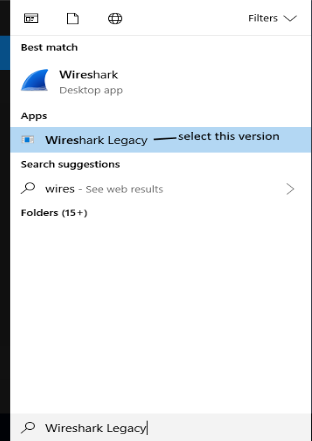 Filters
Best match
Wireshark
Desktop app
Apps
Wireshark Legacy select this version
Search suggestions
wires - See web results
Folders (15+)
Wireshark Legacy